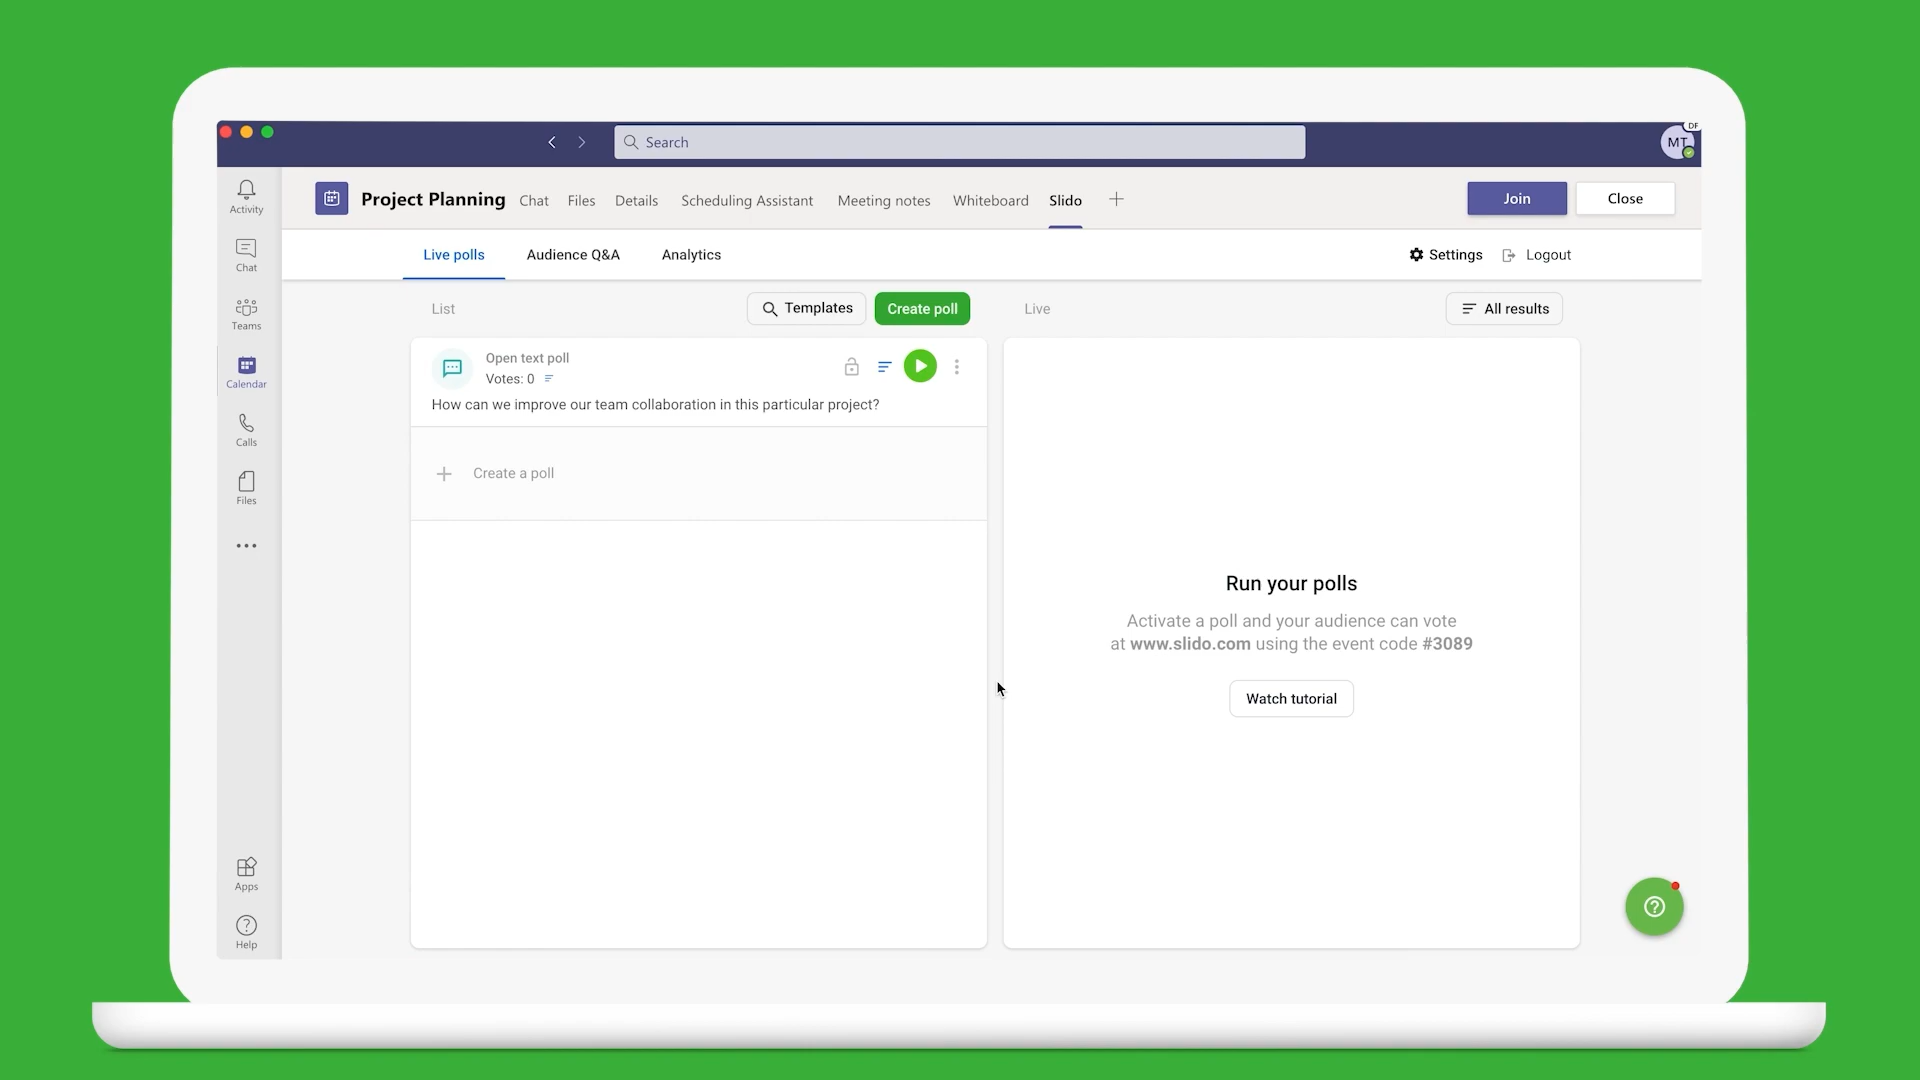 Search
MT
DF
Activity
Chat
Teams
Calendar
Calls
Files
Apps
Help
Project Planning
Chat
Files
Details
Scheduling Assistant
Meeting notes
Whiteboard
Slido
Join
Close
Live polls
Audience Q&A
Analytics
Settings
Logout
List
Templates
Create poll
Open text poll
Votes: 0
How can we improve our team collaboration in this particular project?
Create a poll
Live
All results
Run your polls
Activate a poll and your audience can vote
at www.slido.com using the event code #3089
Watch tutorial